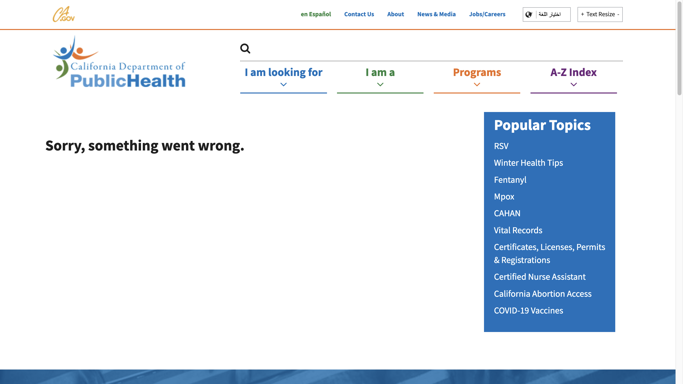 CA
.GOV
en Español
Contact Us
About
News & Media
Jobs/Careers
اختيار اللغة
+ Text Resize -
California Department of
PublicHealth
I am looking for
I am a
Programs
A-Z Index
Sorry, something went wrong.
Popular Topics
RSV
Winter Health Tips
Fentanyl
Mpox
CAHAN
Vital Records
Certificates, Licenses, Permits
& Registrations
Certified Nurse Assistant
California Abortion Access
COVID-19 Vaccines